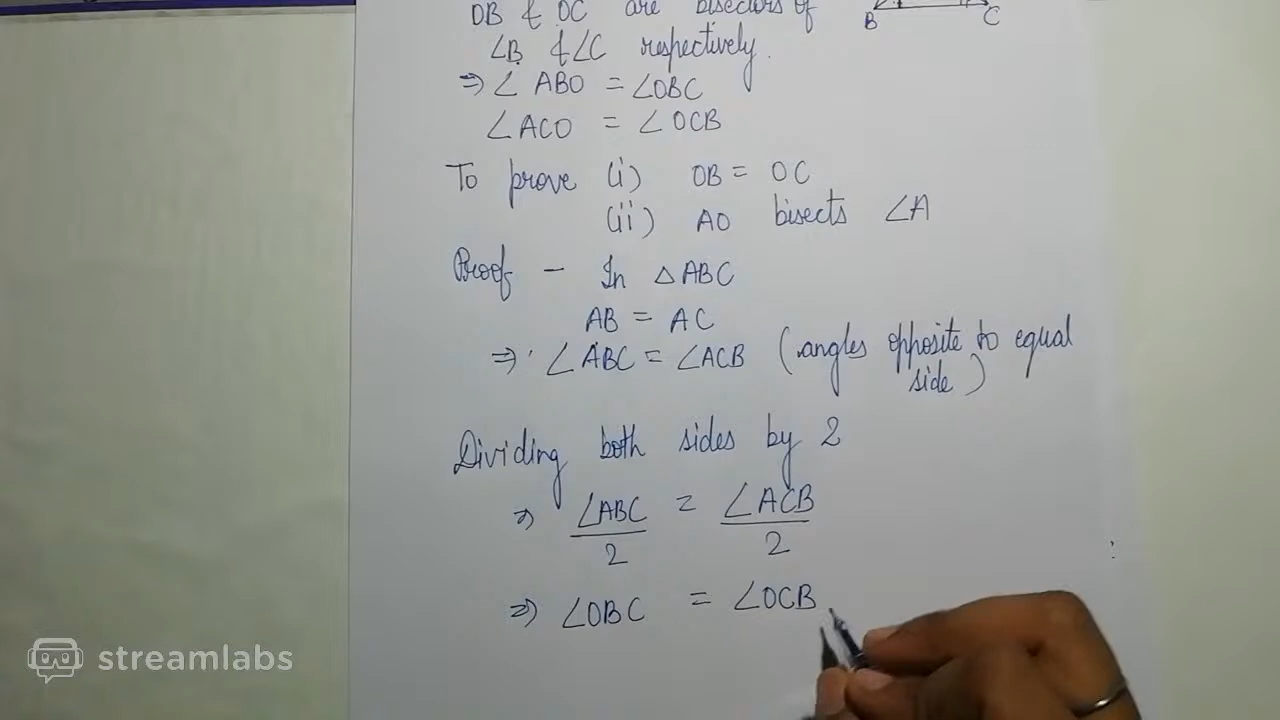 OB & OC are bisectors of
∠B & ∠C respectively.
⇒ ∠ABO = ∠OBC
∠ACO = ∠OCB
B C
To prove (i) OB = OC
(ii) AO bisects ∠A
Proof - In △ABC
AB = AC
⇒ ∠ABC = ∠ACB (angles opposite to equal
side)
Dividing both sides by 2
⇒ ∠ABC/2 = ∠ACB/2
⇒ ∠OBC = ∠OCB
streamlabs